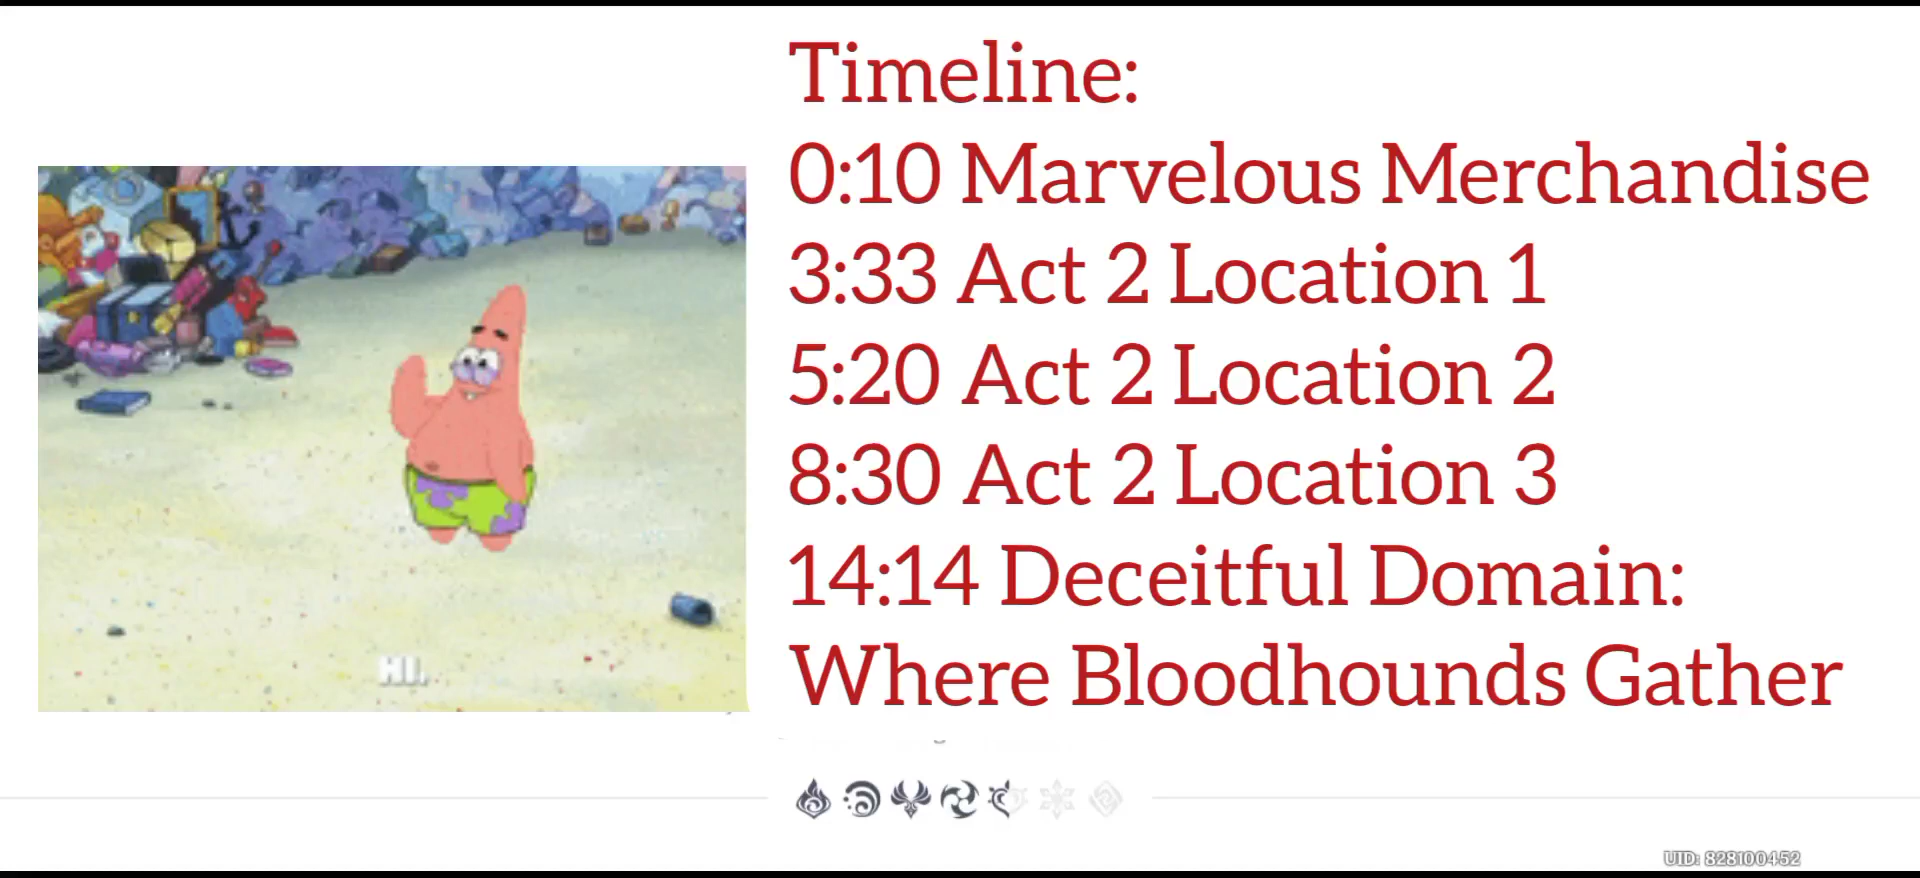 Timeline:
0:10 Marvelous Merchandise
3:33 Act 2 Location 1
5:20 Act 2 Location 2
8:30 Act 2 Location 3
14:14 Deceitful Domain:
Where Bloodhounds Gather
HI.
UID: 828100452